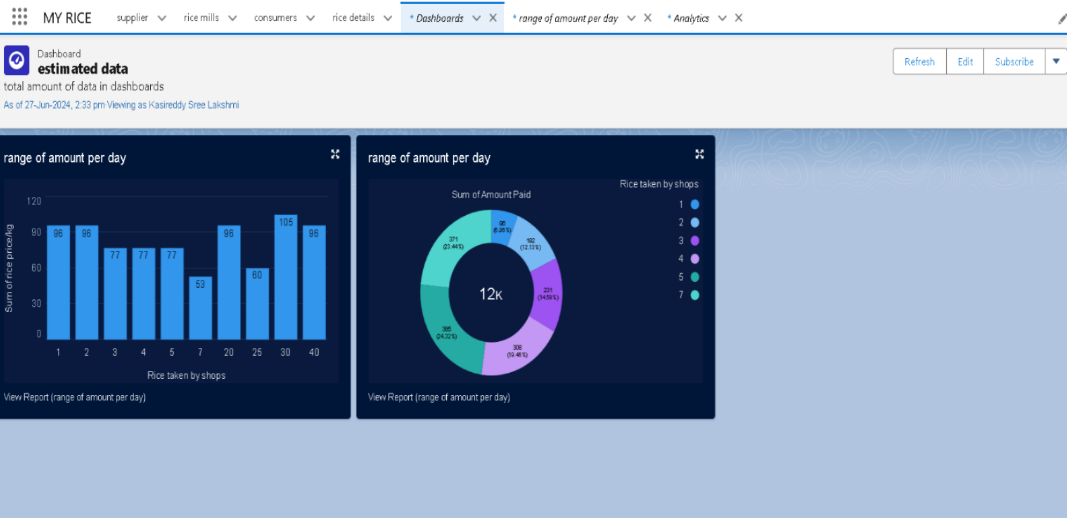 MY RICE supplier rice mills consumers rice details * Dashboards * range of amount per day * Analytics
Dashboard
estimated data
total amount of data in dashboards
As of 27-Jun-2024, 2:33 pm Viewing as Kasireddy Sree Lakshmi
Refresh Edit Subscribe
range of amount per day
Sum of rice price/kg
120
90
60
30
0
96 96 77 77 77 53 96 60 105 96
1 2 3 4 5 7 20 25 30 40
Rice taken by shops
View Report (range of amount per day)
range of amount per day
Sum of Amount Paid
Rice taken by shops
1
2
3
4
5
7
192
(12.13%)
231
(14.59%)
308
(19.46%)
385
(24.32%)
371
(23.44%)
12K
View Report (range of amount per day)